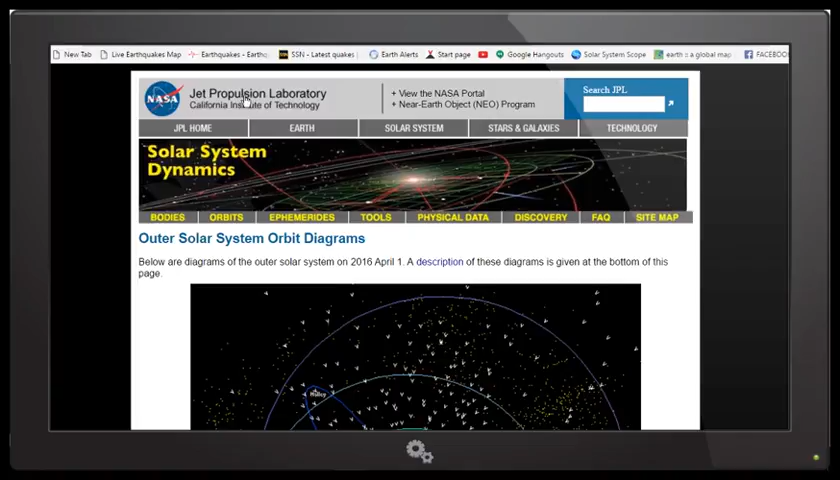 New Tab Live Earthquakes Map Earthquakes - Earthq SSN - Latest quakes Earth Alerts Start page Google Hangouts Solar System Scope earth :: a global map FACEBOO
NASA Jet Propulsion Laboratory
California Institute of Technology
+ View the NASA Portal
+ Near-Earth Object (NEO) Program
Search JPL
JPL HOME EARTH SOLAR SYSTEM STARS & GALAXIES TECHNOLOGY
Solar System
Dynamics
BODIES ORBITS EPHEMERIDES TOOLS PHYSICAL DATA DISCOVERY FAQ SITE MAP
Outer Solar System Orbit Diagrams
Below are diagrams of the outer solar system on 2016 April 1. A description of these diagrams is given at the bottom of this
page.
Halley